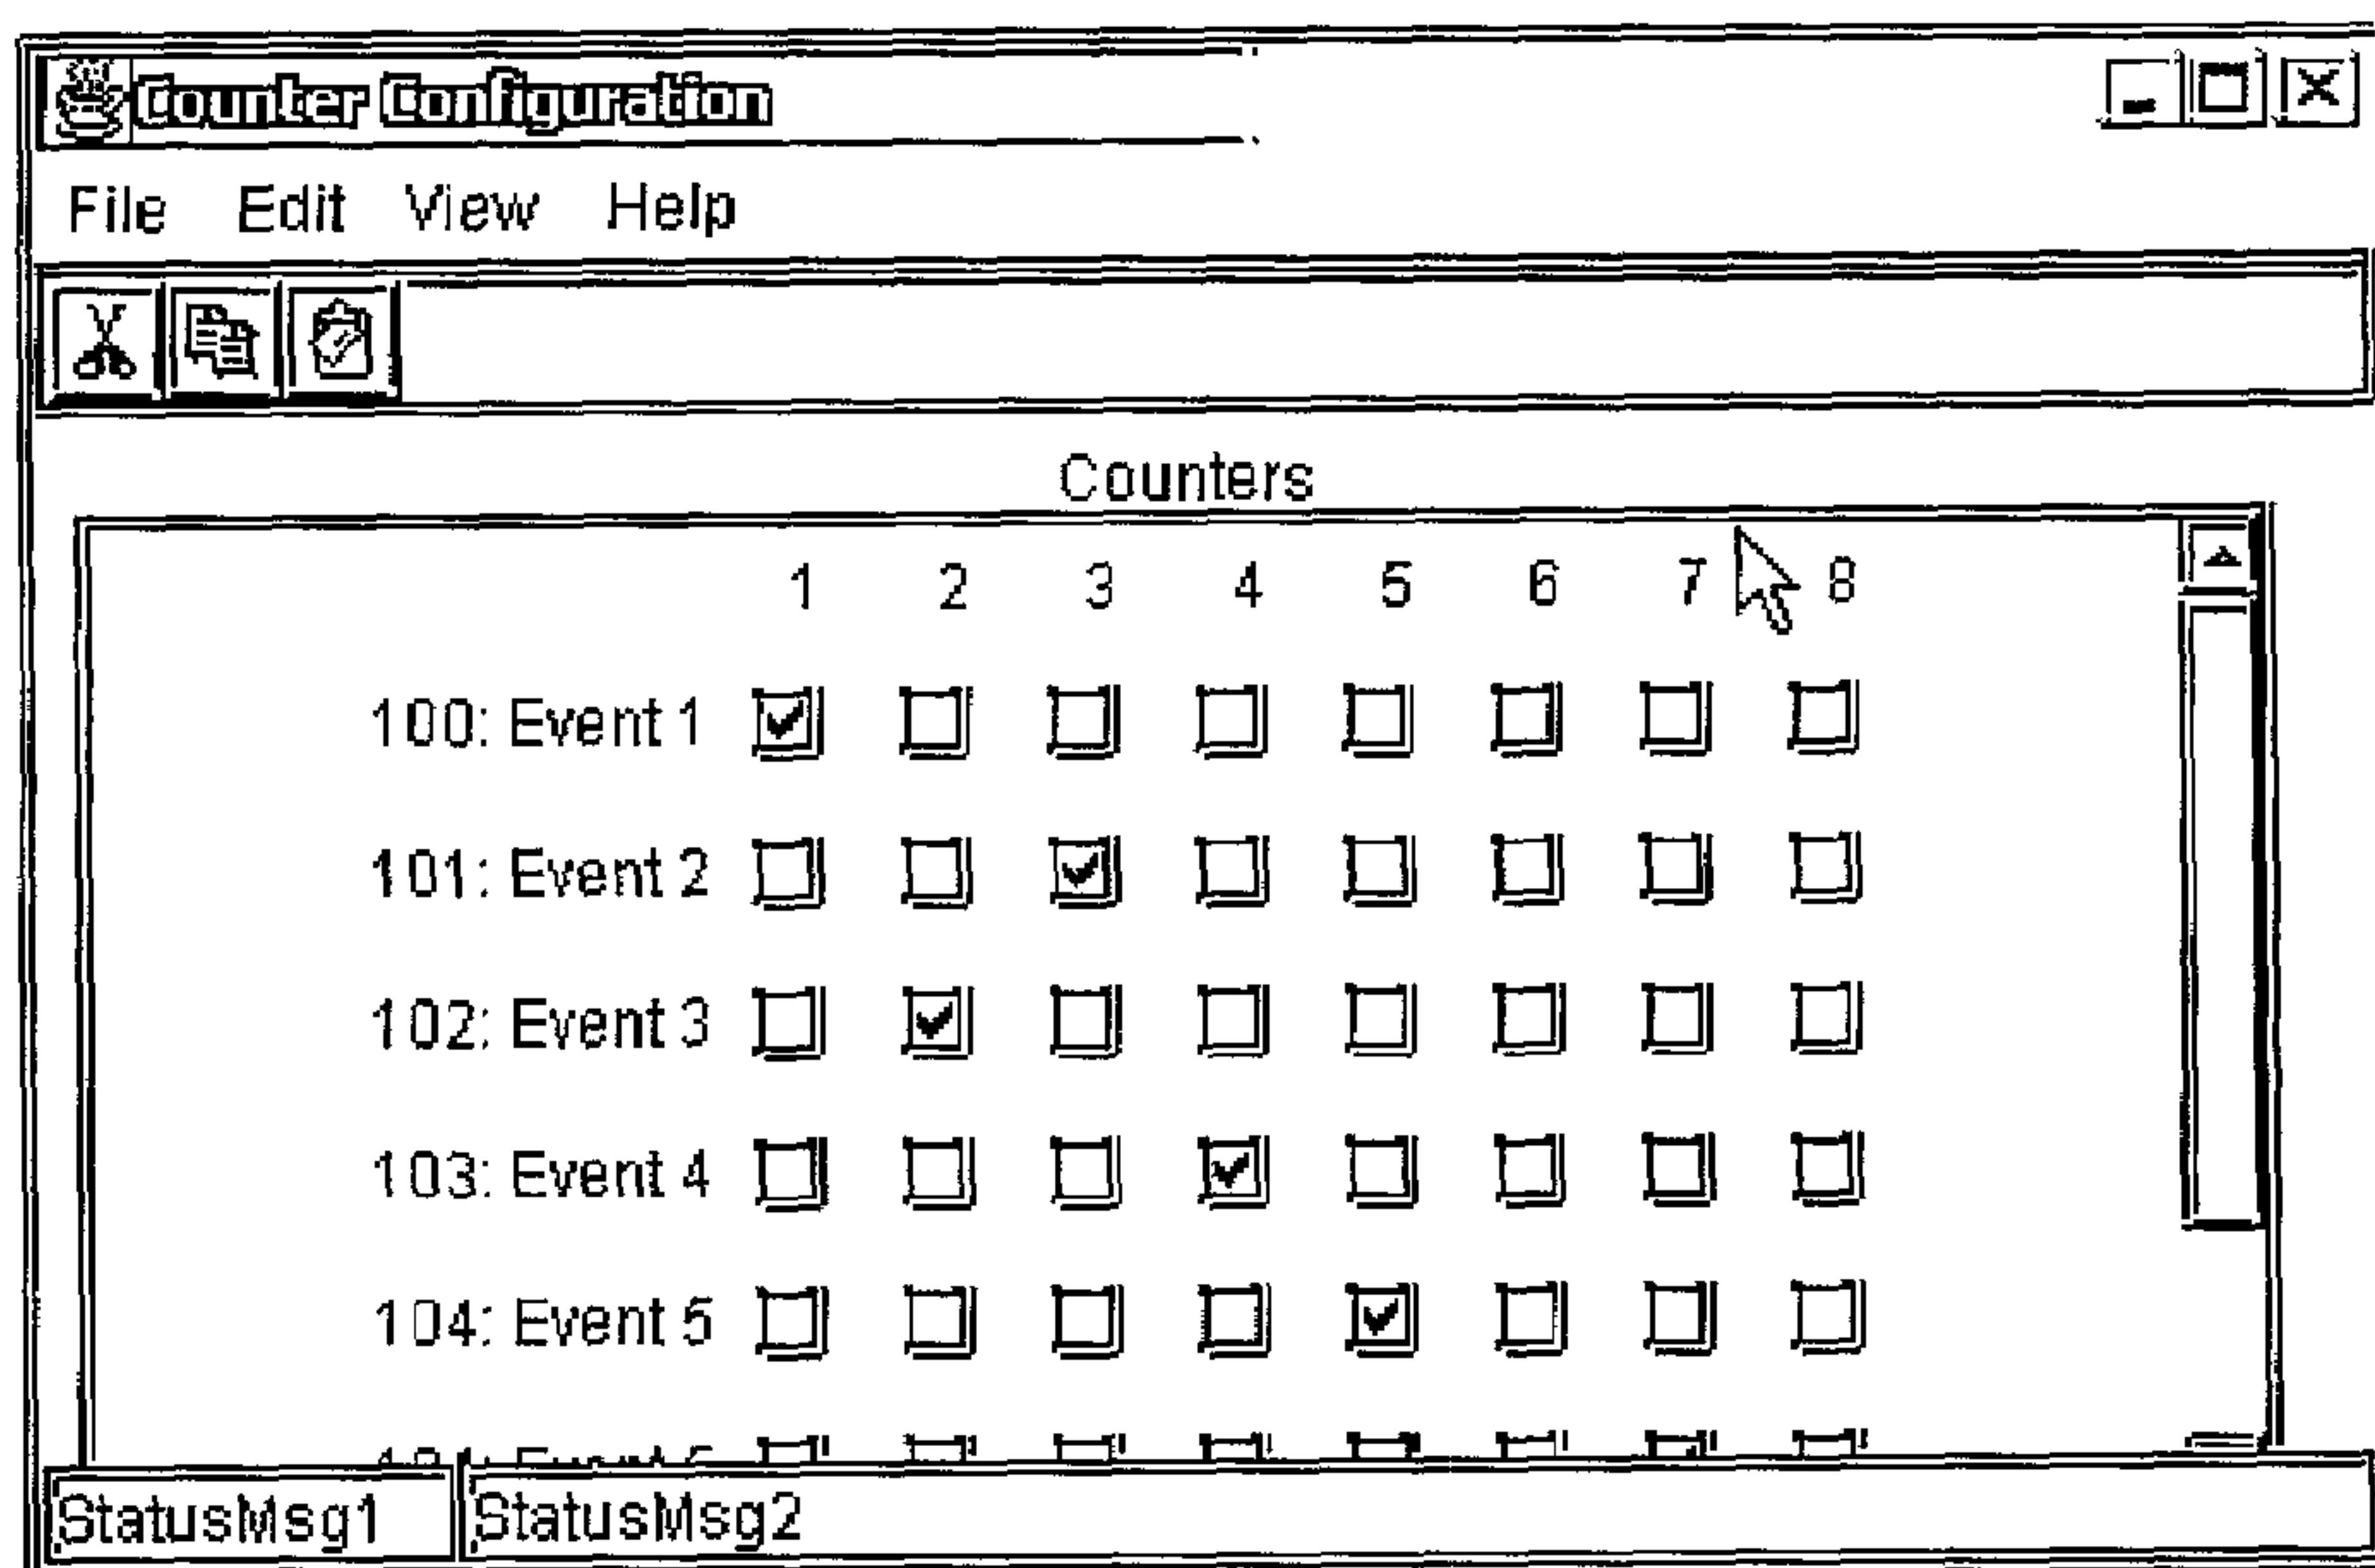 Counter Configuration
File Edit View Help
Counters
1 2 3 4 5 6 7 8
100: Event 1
101: Event 2
102: Event 3
103: Event 4
104: Event 5
StatusMsg1 StatusMsg2